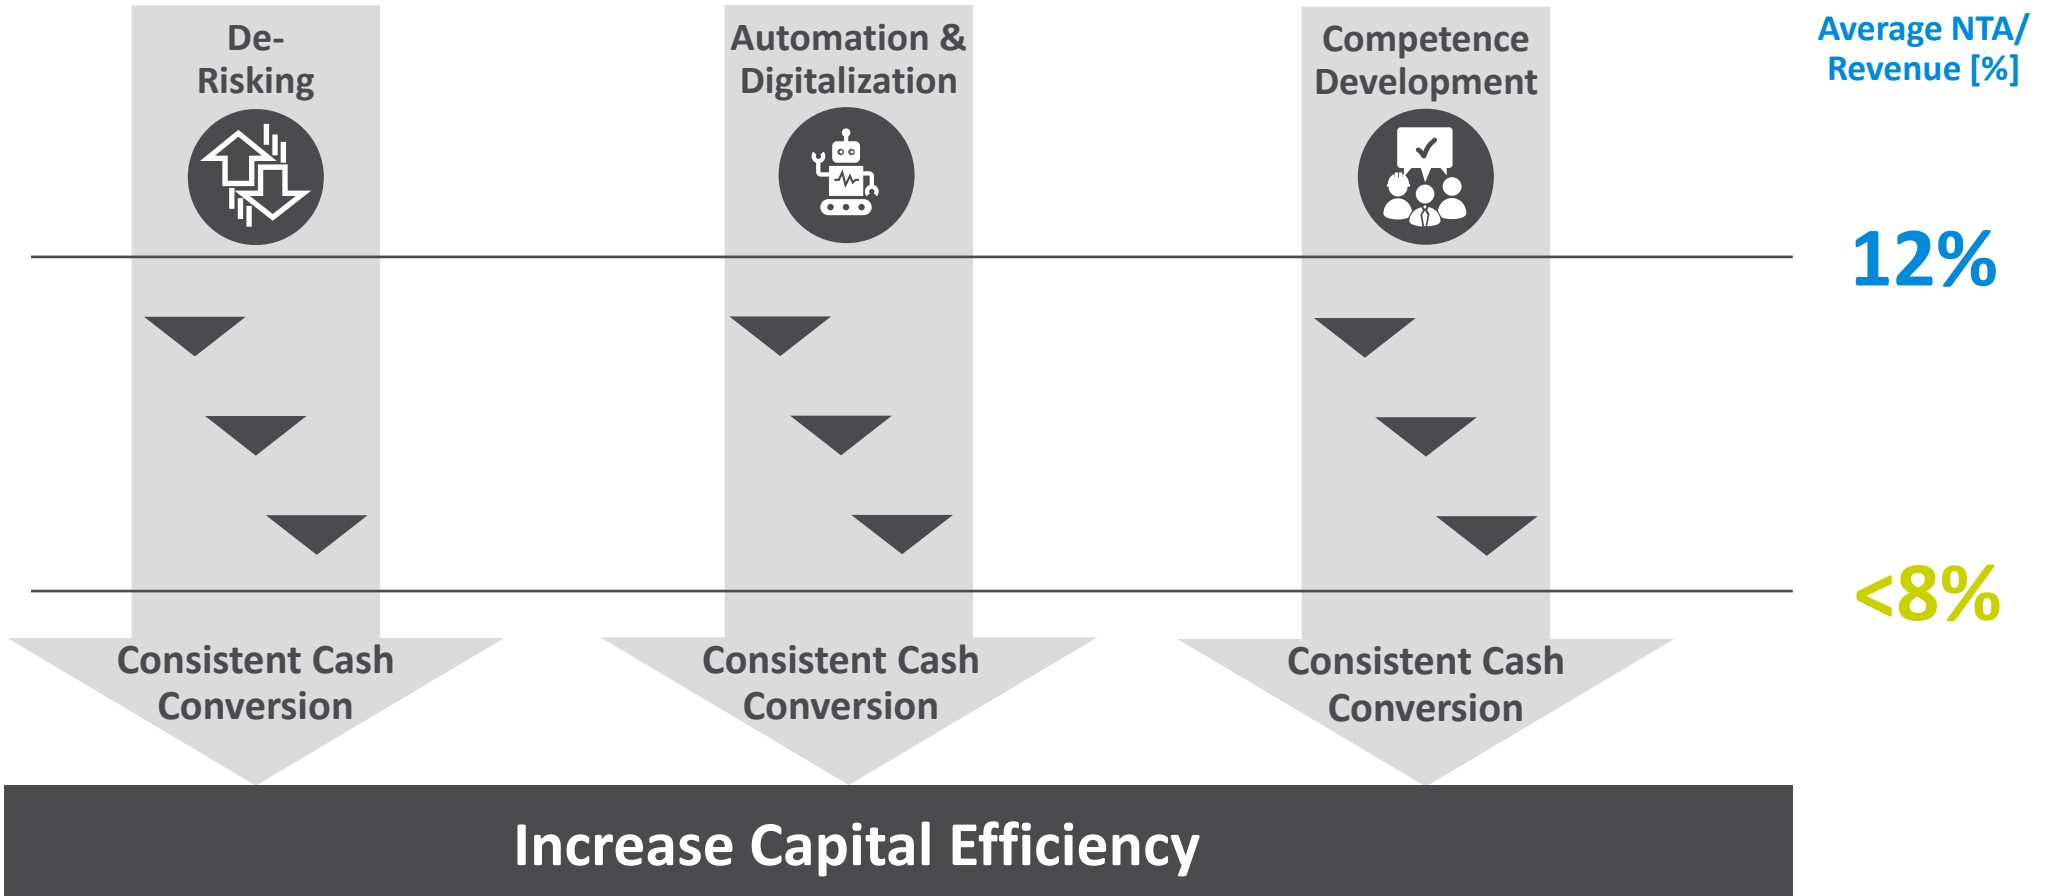 De-
Risking
Automation &
Digitalization
Competence
Development
Average NTA/
Revenue [%]
12%
<8%
Consistent Cash
Conversion
Consistent Cash
Conversion
Consistent Cash
Conversion
Increase Capital Efficiency